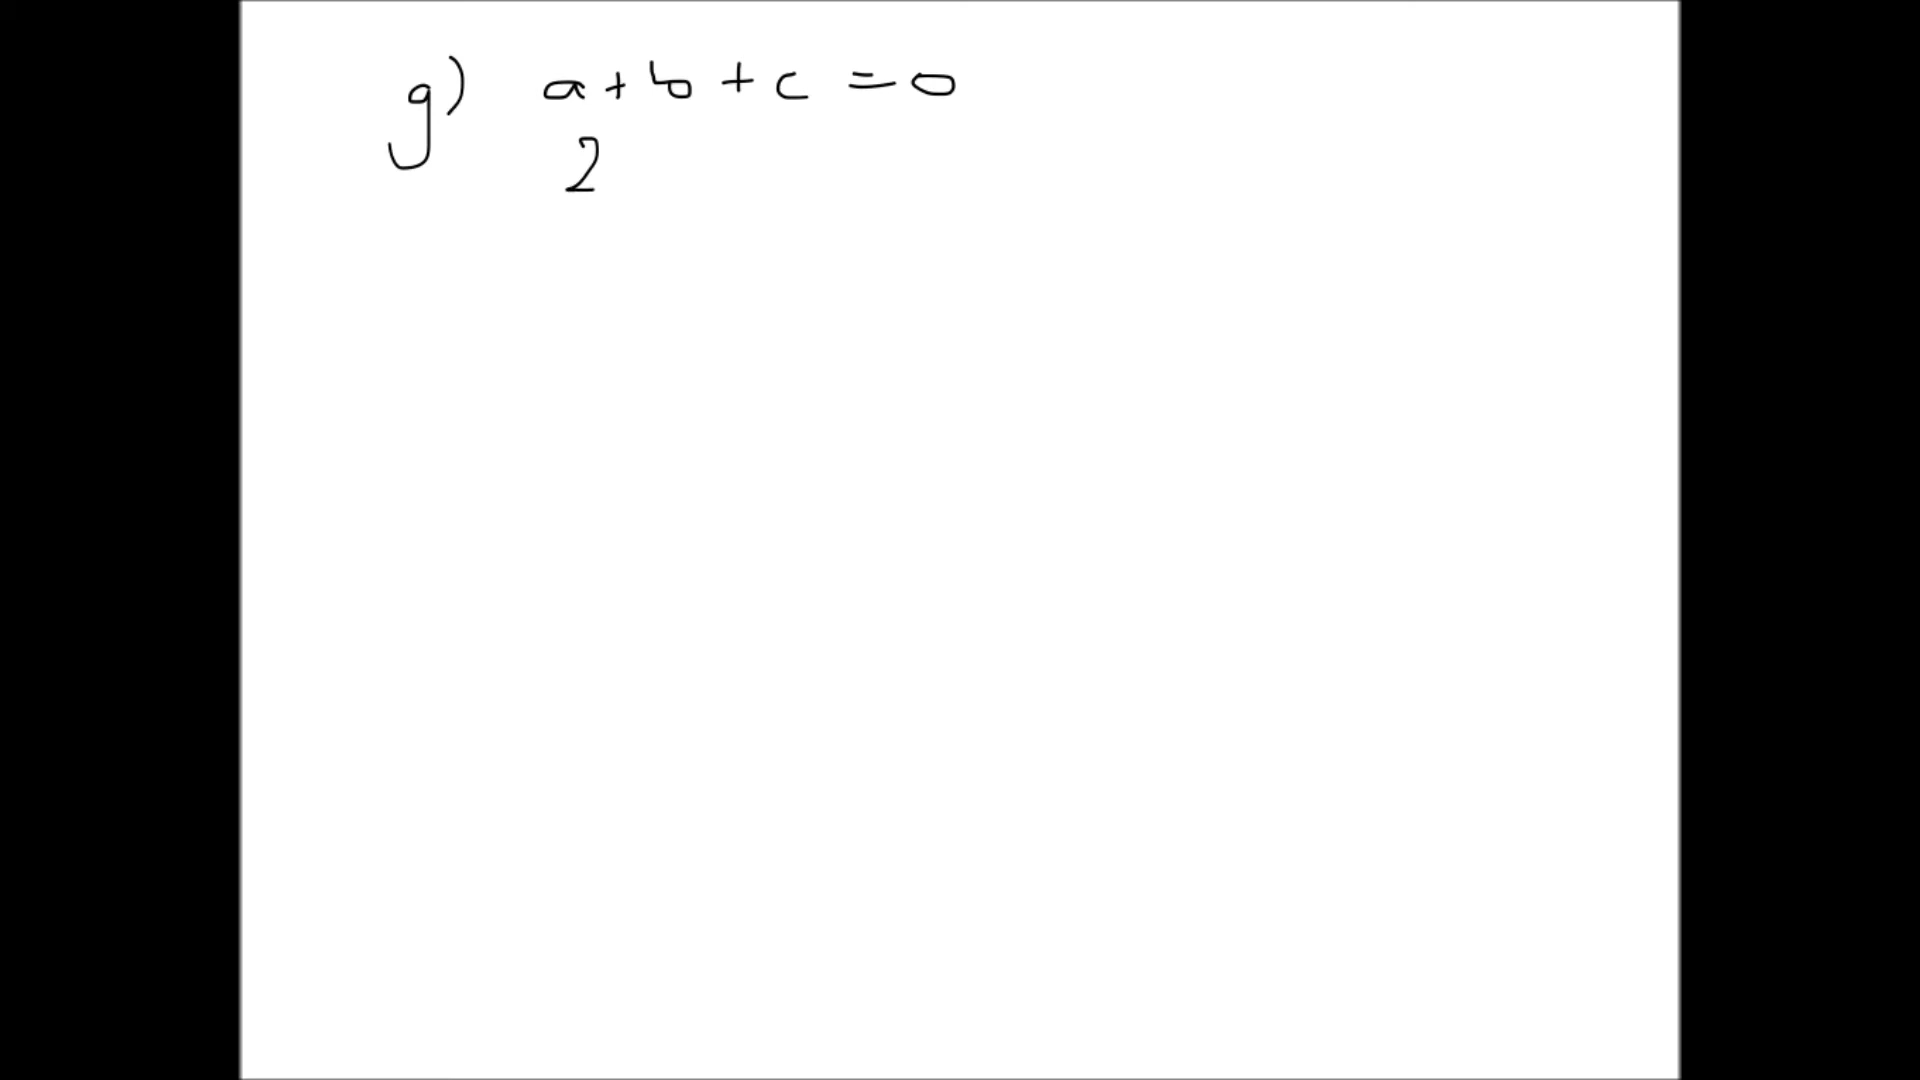 g) a + b + c = 0
2